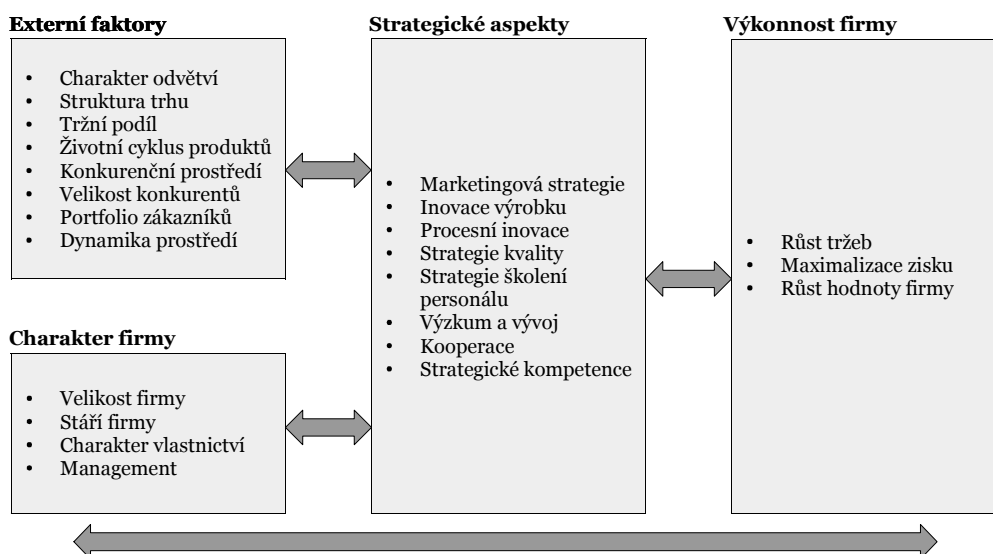 Externí faktory
• Charakter odvětví
• Struktura trhu
• Tržní podíl
• Životní cyklus produktů
• Konkurenční prostředí
• Velikost konkurentů
• Portfolio zákazníků
• Dynamika prostředí
Charakter firmy
• Velikost firmy
• Stáří firmy
• Charakter vlastnictví
• Management
Strategické aspekty
• Marketingová strategie
• Inovace výrobku
• Procesní inovace
• Strategie kvality
• Strategie školení
personálu
• Výzkum a vývoj
• Kooperace
• Strategické kompetence
Výkonnost firmy
• Růst tržeb
• Maximalizace zisku
• Růst hodnoty firmy